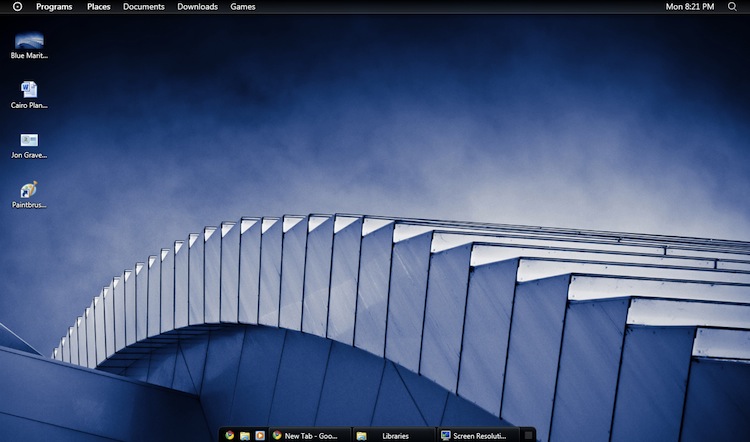 Programs Places Documents Downloads Games Mon 8:21 PM
Blue Marit...
Cairo Plan...
Jon Grave...
Paintbrus...
New Tab - Goo... Libraries Screen Resoluti...